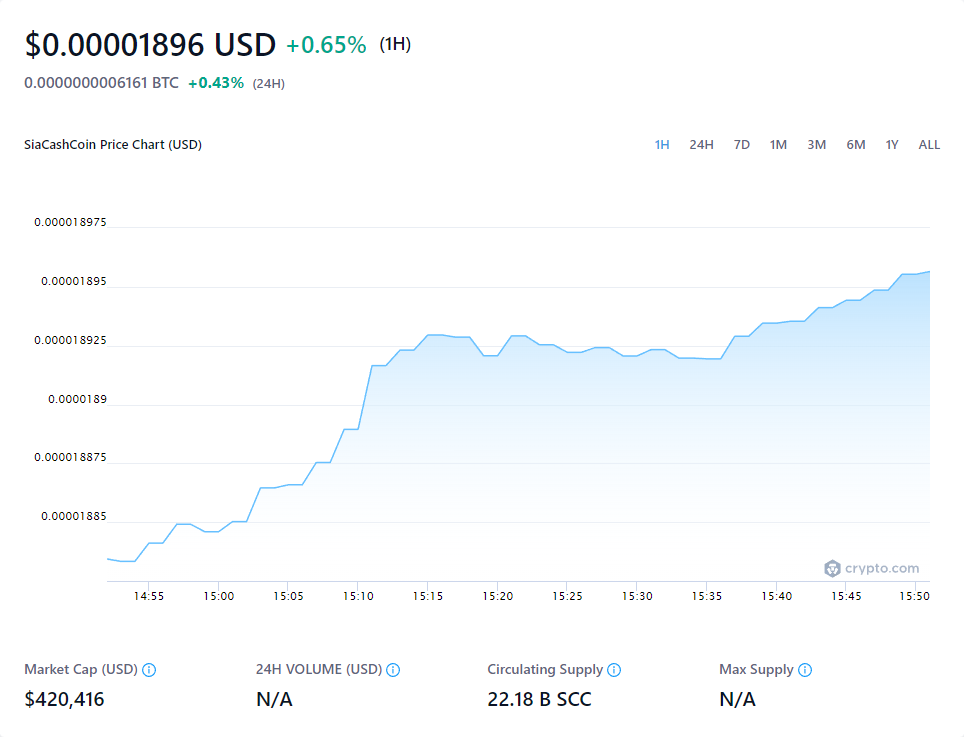 $0.00001896 USD +0.65% (1H)
0.0000000006161 BTC +0.43% (24H)
SiaCashCoin Price Chart (USD) 1H 24H 7D 1M 3M 6M 1Y ALL
0.000018975
0.00001895
0.000018925
0.0000189
0.000018875
0.00001885
crypto.com
14:55 15:00 15:05 15:10 15:15 15:20 15:25 15:30 15:35 15:40 15:45 15:50
Market Cap (USD) 24H VOLUME (USD) Circulating Supply Max Supply
$420,416 N/A 22.18 B SCC N/A